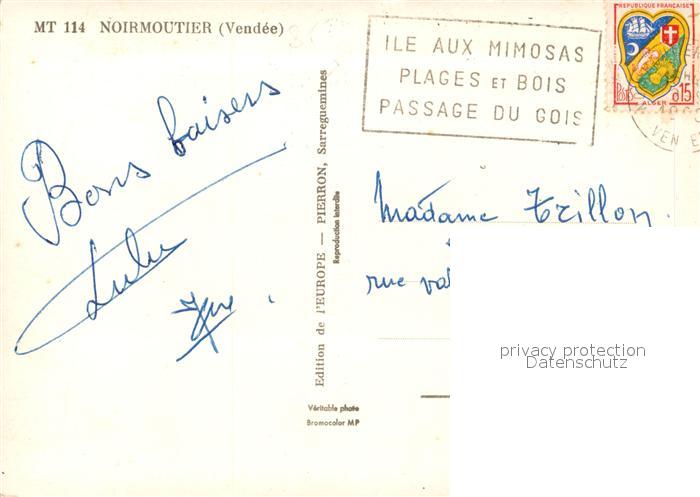 MT 114 NOIRMOUTIER (Vendée)
ILE AUX MIMOSAS
PLAGES ET BOIS
PASSAGE DU GOIS
REPUBLIQUE FRANÇAISE
POSTES
0,15
ALGER
VEN
Bons baisers
Lulu
Madame Trillon
rue
Edition de l'EUROPE — PIERRON, Sarreguemines
Reproduction interdite
Véritable photo
Bromocolor MP
privacy protection
Datenschutz